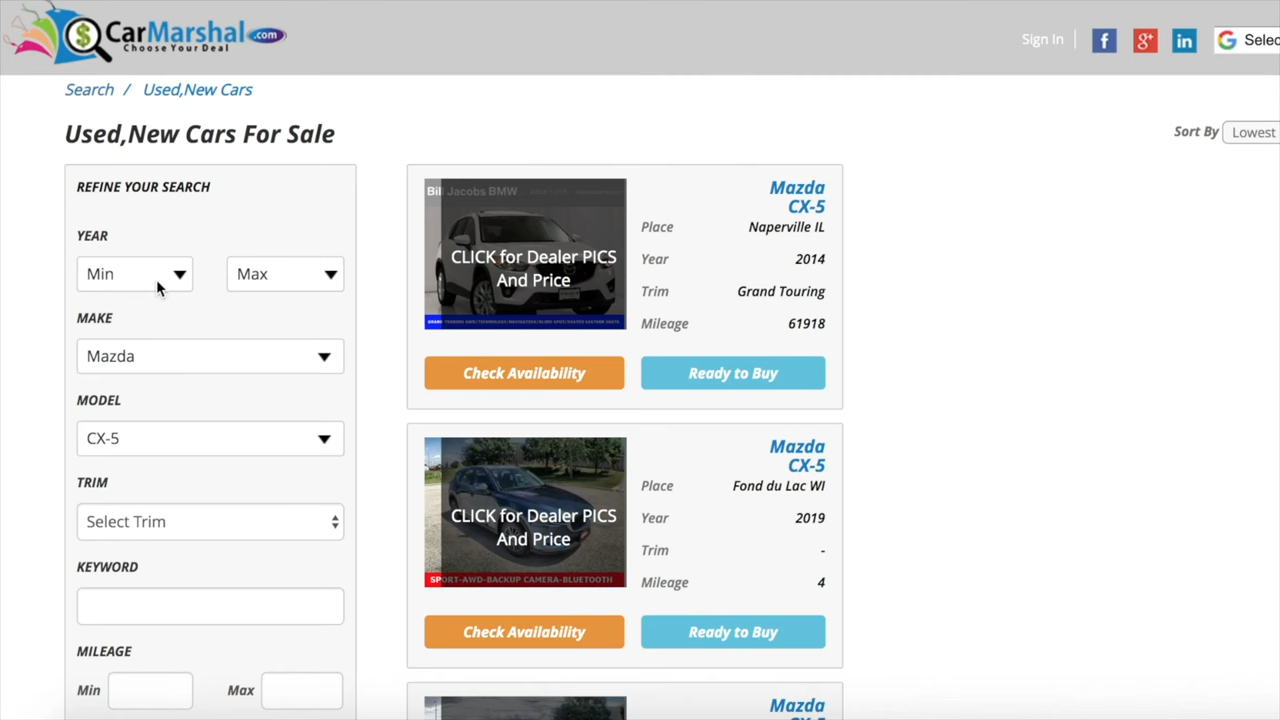 CarMarshal.com
Choose Your Deal
Sign In
Selec
Search / Used,New Cars
Used,New Cars For Sale
Sort By Lowest
REFINE YOUR SEARCH
YEAR
Min Max
MAKE
Mazda
MODEL
CX-5
TRIM
Select Trim
KEYWORD
MILEAGE
Min Max
Bill Jacobs BMW
CLICK for Dealer PICS
And Price
Mazda
CX-5
Place Naperville IL
Year 2014
Trim Grand Touring
Mileage 61918
Check Availability Ready to Buy
CLICK for Dealer PICS
And Price
SPORT-AWD-BACKUP CAMERA-BLUETOOTH
Mazda
CX-5
Place Fond du Lac WI
Year 2019
Trim -
Mileage 4
Check Availability Ready to Buy
Mazda
CX-5